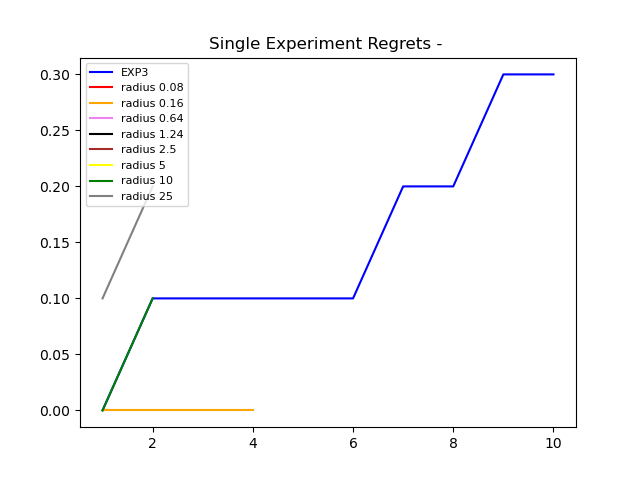 Single Experiment Regrets -
EXP3
radius 0.08
radius 0.16
radius 0.64
radius 1.24
radius 2.5
radius 5
radius 10
radius 25
0.30
0.25
0.20
0.15
0.10
0.05
0.00
2 4 6 8 10